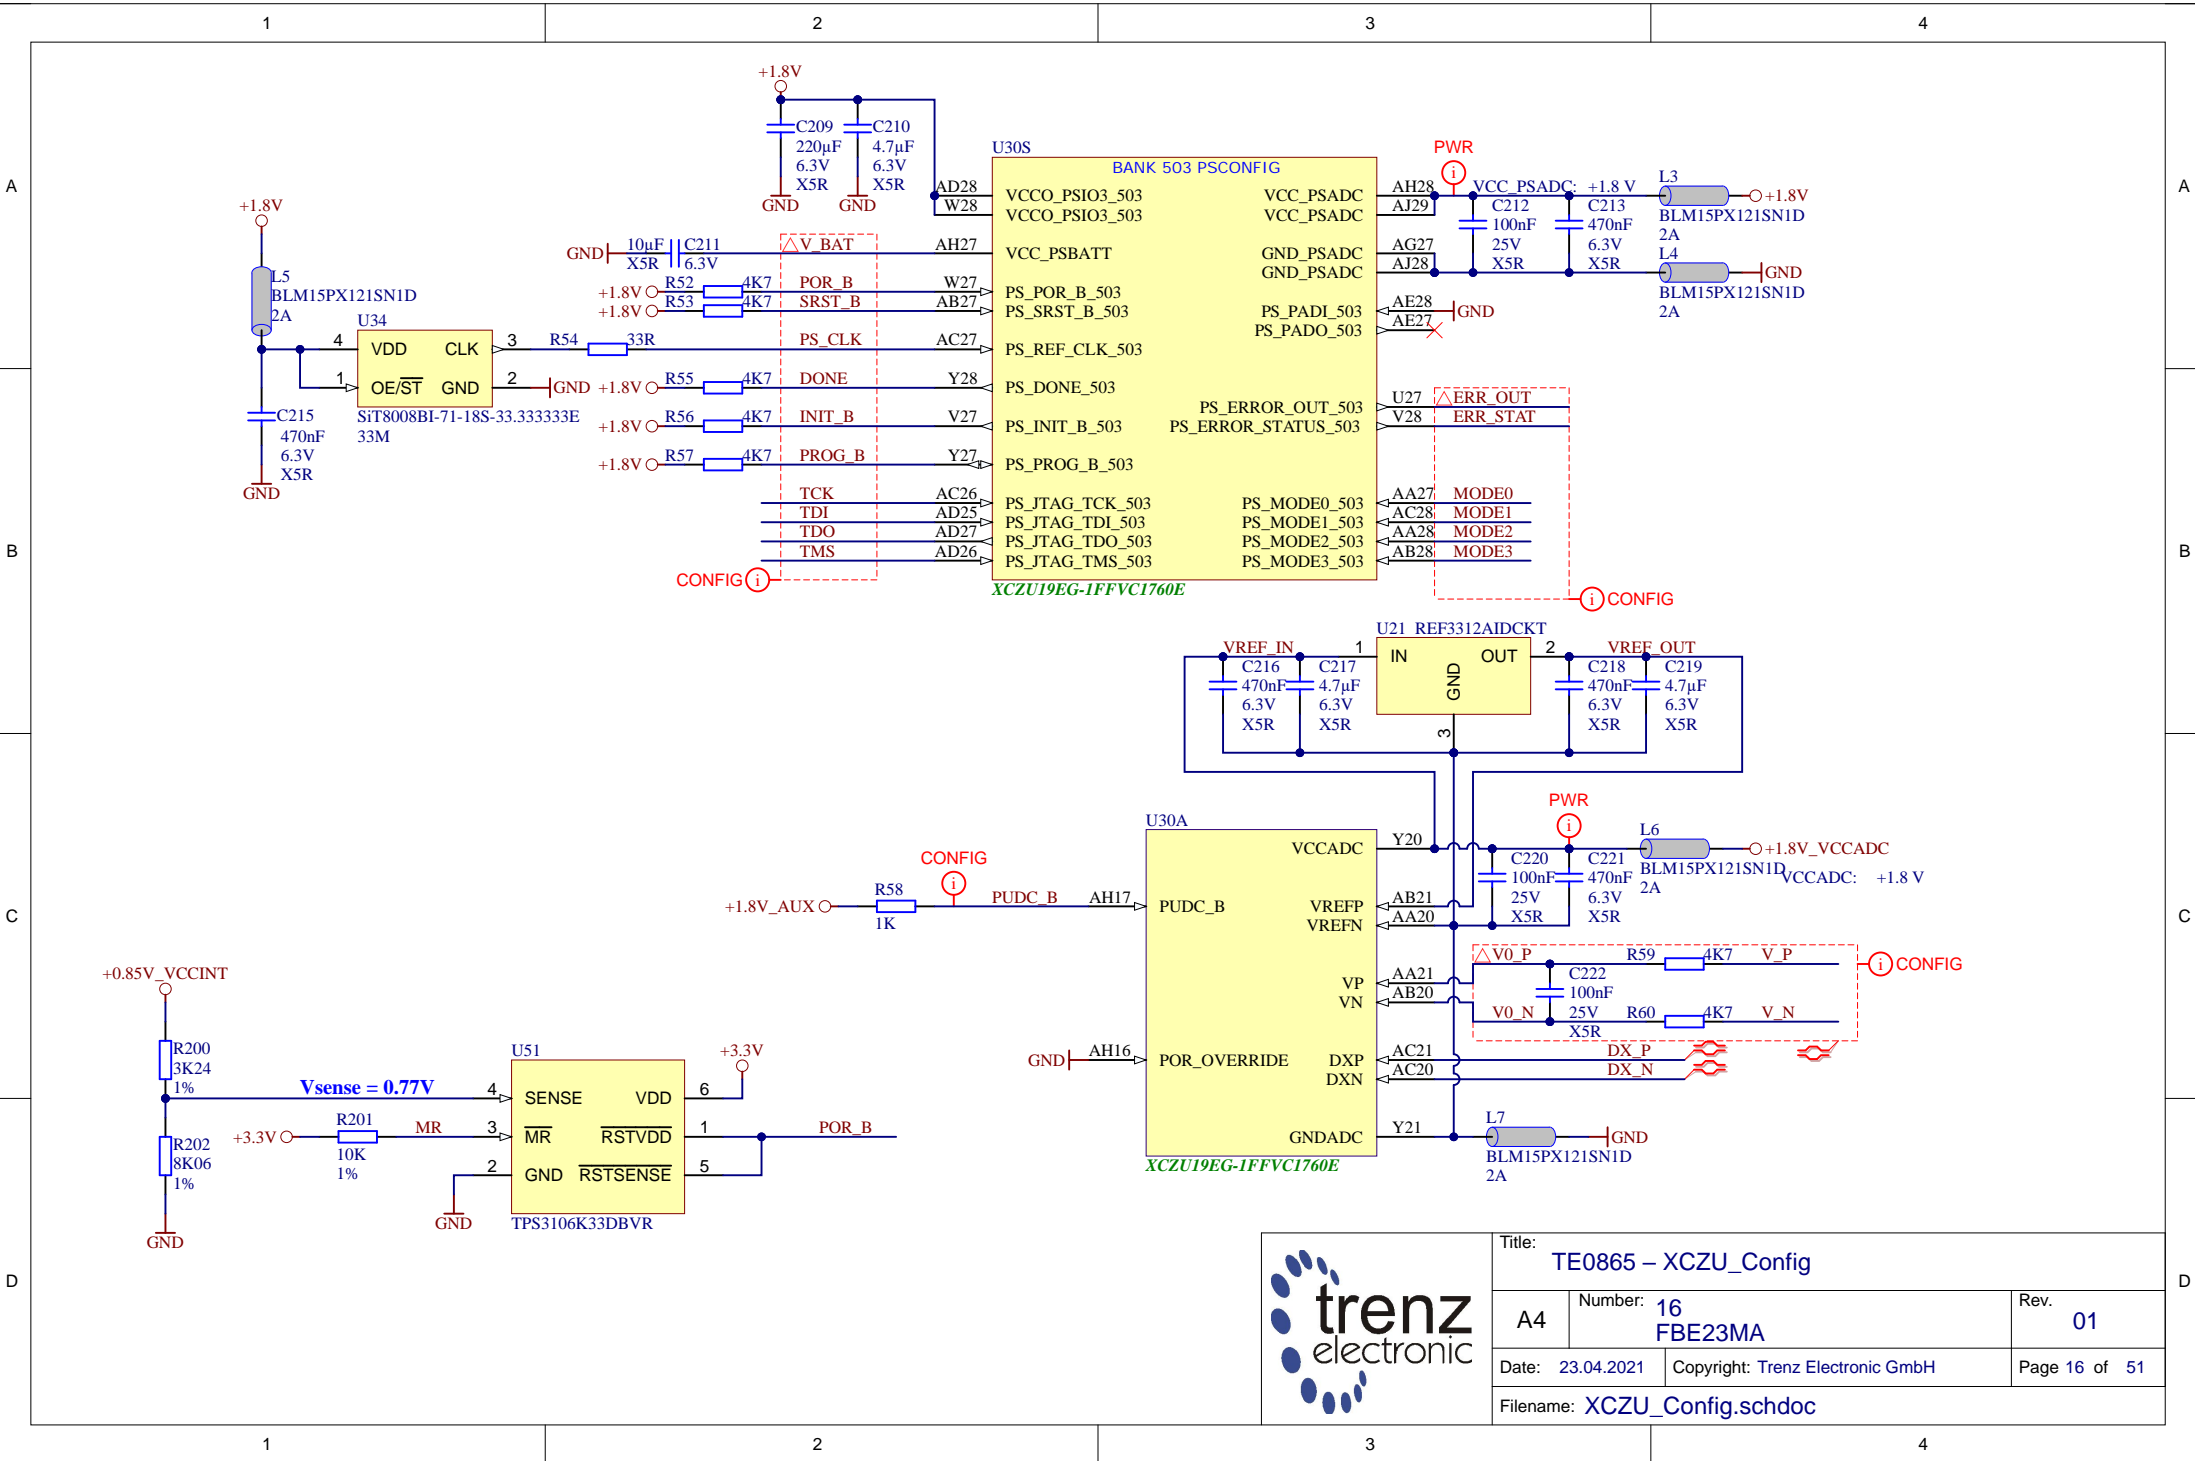 1 2 3 4
A A
B B
C C
D D
1 2 3 4
+1.8V
C209
220µF
6.3V
X5R
GND
C210
4.7µF
6.3V
X5R
GND
U30S
BANK 503 PSCONFIG
AD28 VCCO_PSIO3_503
W28 VCCO_PSIO3_503
GND 10µF X5R C211 6.3V V_BAT AH27 VCC_PSBATT
+1.8V R52 4K7 POR_B W27 PS_POR_B_503
+1.8V R53 4K7 SRST_B AB27 PS_SRST_B_503
R54 33R PS_CLK AC27 PS_REF_CLK_503
+1.8V R55 4K7 DONE Y28 PS_DONE_503
+1.8V R56 4K7 INIT_B V27 PS_INIT_B_503
+1.8V R57 4K7 PROG_B Y27 PS_PROG_B_503
TCK AC26 PS_JTAG_TCK_503
TDI AD25 PS_JTAG_TDI_503
TDO AD27 PS_JTAG_TDO_503
TMS AD26 PS_JTAG_TMS_503
CONFIG i
XCZU19EG-1FFVC1760E
VCC_PSADC AH28
VCC_PSADC AJ29
GND_PSADC AG27
GND_PSADC AJ28
PS_PADI_503 AE28 GND
PS_PADO_503 AE27
PS_ERROR_OUT_503 U27 ERR_OUT
PS_ERROR_STATUS_503 V28 ERR_STAT
PS_MODE0_503 AA27 MODE0
PS_MODE1_503 AC28 MODE1
PS_MODE2_503 AA28 MODE2
PS_MODE3_503 AB28 MODE3
i CONFIG
PWR
i
VCC_PSADC: +1.8 V
C212
100nF
25V
X5R
C213
470nF
6.3V
X5R
L3
+1.8V
BLM15PX121SN1D
2A
L4
GND
BLM15PX121SN1D
2A
+1.8V
L5
BLM15PX121SN1D
2A
U34
4 VDD CLK 3
1 OE/ST GND 2 GND
SiT8008BI-71-18S-33.333333E
33M
C215
470nF
6.3V
X5R
GND
U21 REF3312AIDCKT
VREF_IN 1 IN OUT 2 VREF_OUT
GND
3
C216
470nF
6.3V
X5R
C217
4.7µF
6.3V
X5R
C218
470nF
6.3V
X5R
C219
4.7µF
6.3V
X5R
U30A
CONFIG
i
+1.8V_AUX R58 1K PUDC_B AH17 PUDC_B
GND AH16 POR_OVERRIDE
VCCADC Y20
VREFP AB21
VREFN AA20
VP AA21
VN AB20
DXP AC21 DX_P
DXN AC20 DX_N
GNDADC Y21
XCZU19EG-1FFVC1760E
PWR
i
C220
100nF
25V
X5R
C221
470nF
6.3V
X5R
L6
+1.8V_VCCADC
BLM15PX121SN1D
2A
VCCADC: +1.8 V
V0_P R59 4K7 V_P
C222
100nF
25V
X5R
V0_N R60 4K7 V_N
i CONFIG
L7
GND
BLM15PX121SN1D
2A
+0.85V_VCCINT
R200
3K24
1%
Vsense = 0.77V
R202
8K06
1%
GND
+3.3V R201 MR
10K
1%
U51
4 SENSE VDD 6 +3.3V
3 MR RSTVDD 1 POR_B
2 GND RSTSENSE 5
GND
TPS3106K33DBVR
trenz
electronic
Title:
TE0865 – XCZU_Config
A4
Number: 16
FBE23MA
Rev.
01
Date: 23.04.2021
Copyright: Trenz Electronic GmbH
Page 16 of 51
Filename: XCZU_Config.schdoc